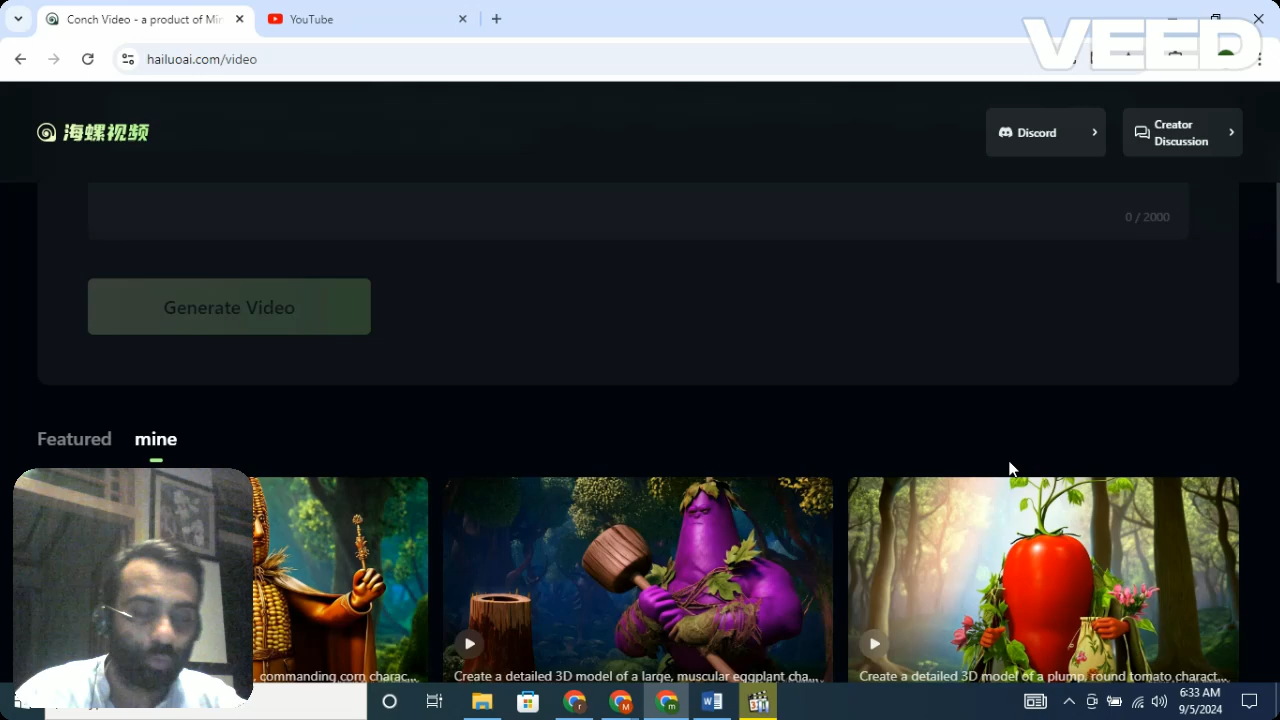 Conch Video - a product of Min
YouTube
VEED
hailuoai.com/video
海螺视频
Discord
Creator
Discussion
0 / 2000
Generate Video
Featured
mine
, commanding corn charac...
Create a detailed 3D model of a large, muscular eggplant cha...
Create a detailed 3D model of a plump, round tomato charact...
6:33 AM
9/5/2024